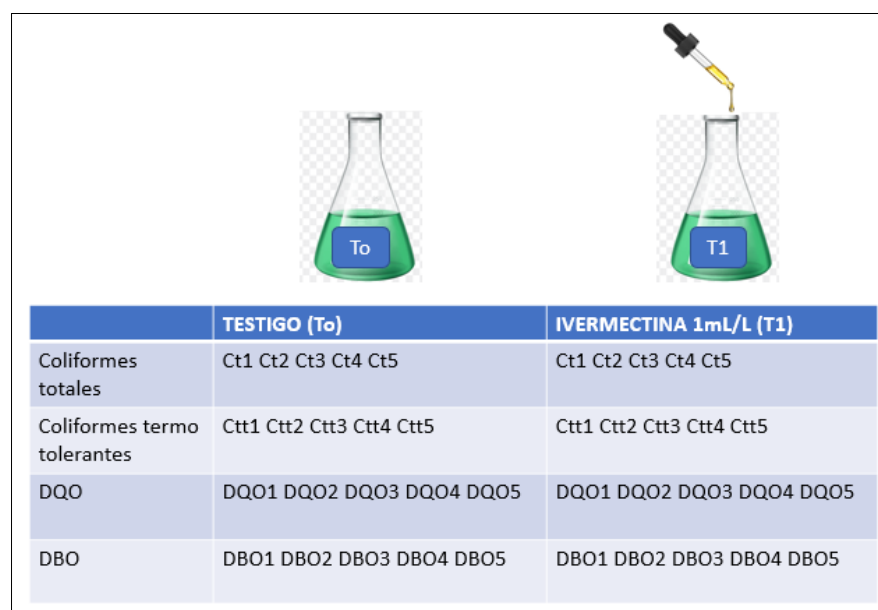 To
T1
TESTIGO (To) IVERMECTINA 1mL/L (T1)
Coliformes totales Ct1 Ct2 Ct3 Ct4 Ct5 Ct1 Ct2 Ct3 Ct4 Ct5
Coliformes termo tolerantes Ctt1 Ctt2 Ctt3 Ctt4 Ctt5 Ctt1 Ctt2 Ctt3 Ctt4 Ctt5
DQO DQO1 DQO2 DQO3 DQO4 DQO5 DQO1 DQO2 DQO3 DQO4 DQO5
DBO DBO1 DBO2 DBO3 DBO4 DBO5 DBO1 DBO2 DBO3 DBO4 DBO5